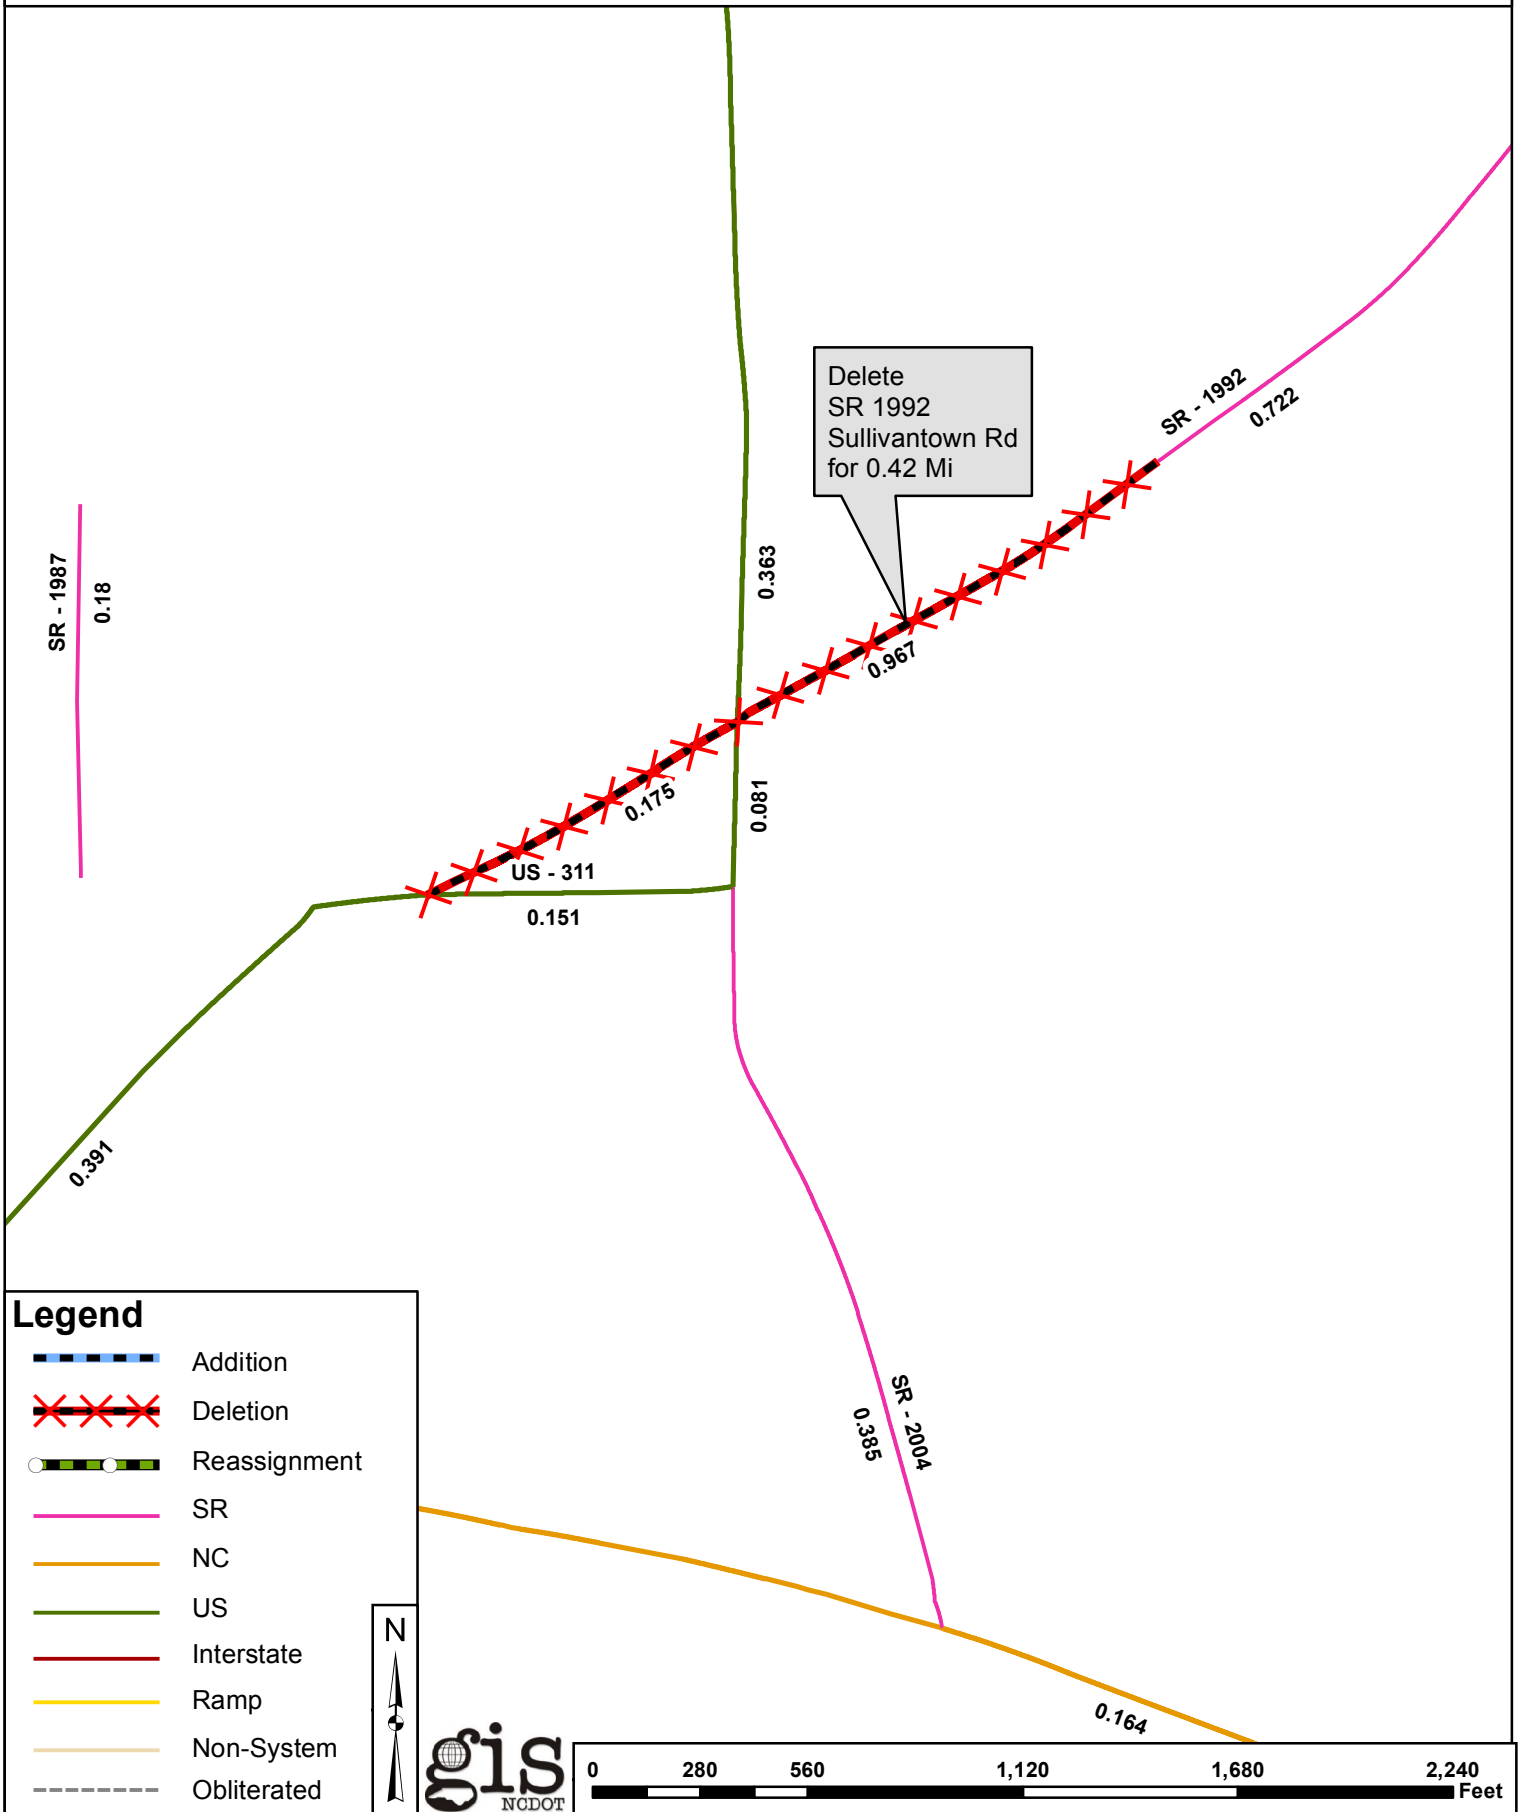 Delete
SR 1992
Sullivantown Rd
for 0.42 Mi
SR - 1992
0.722
SR - 1987
0.18
0.363
0.967
0.175
0.081
US - 311
0.151
0.391
SR - 2004
0.385
0.164
Legend
Addition
Deletion
Reassignment
SR
NC
US
Interstate
Ramp
Non-System
Obliterated
N
gis
NCDOT
0 280 560 1,120 1,680 2,240
Feet